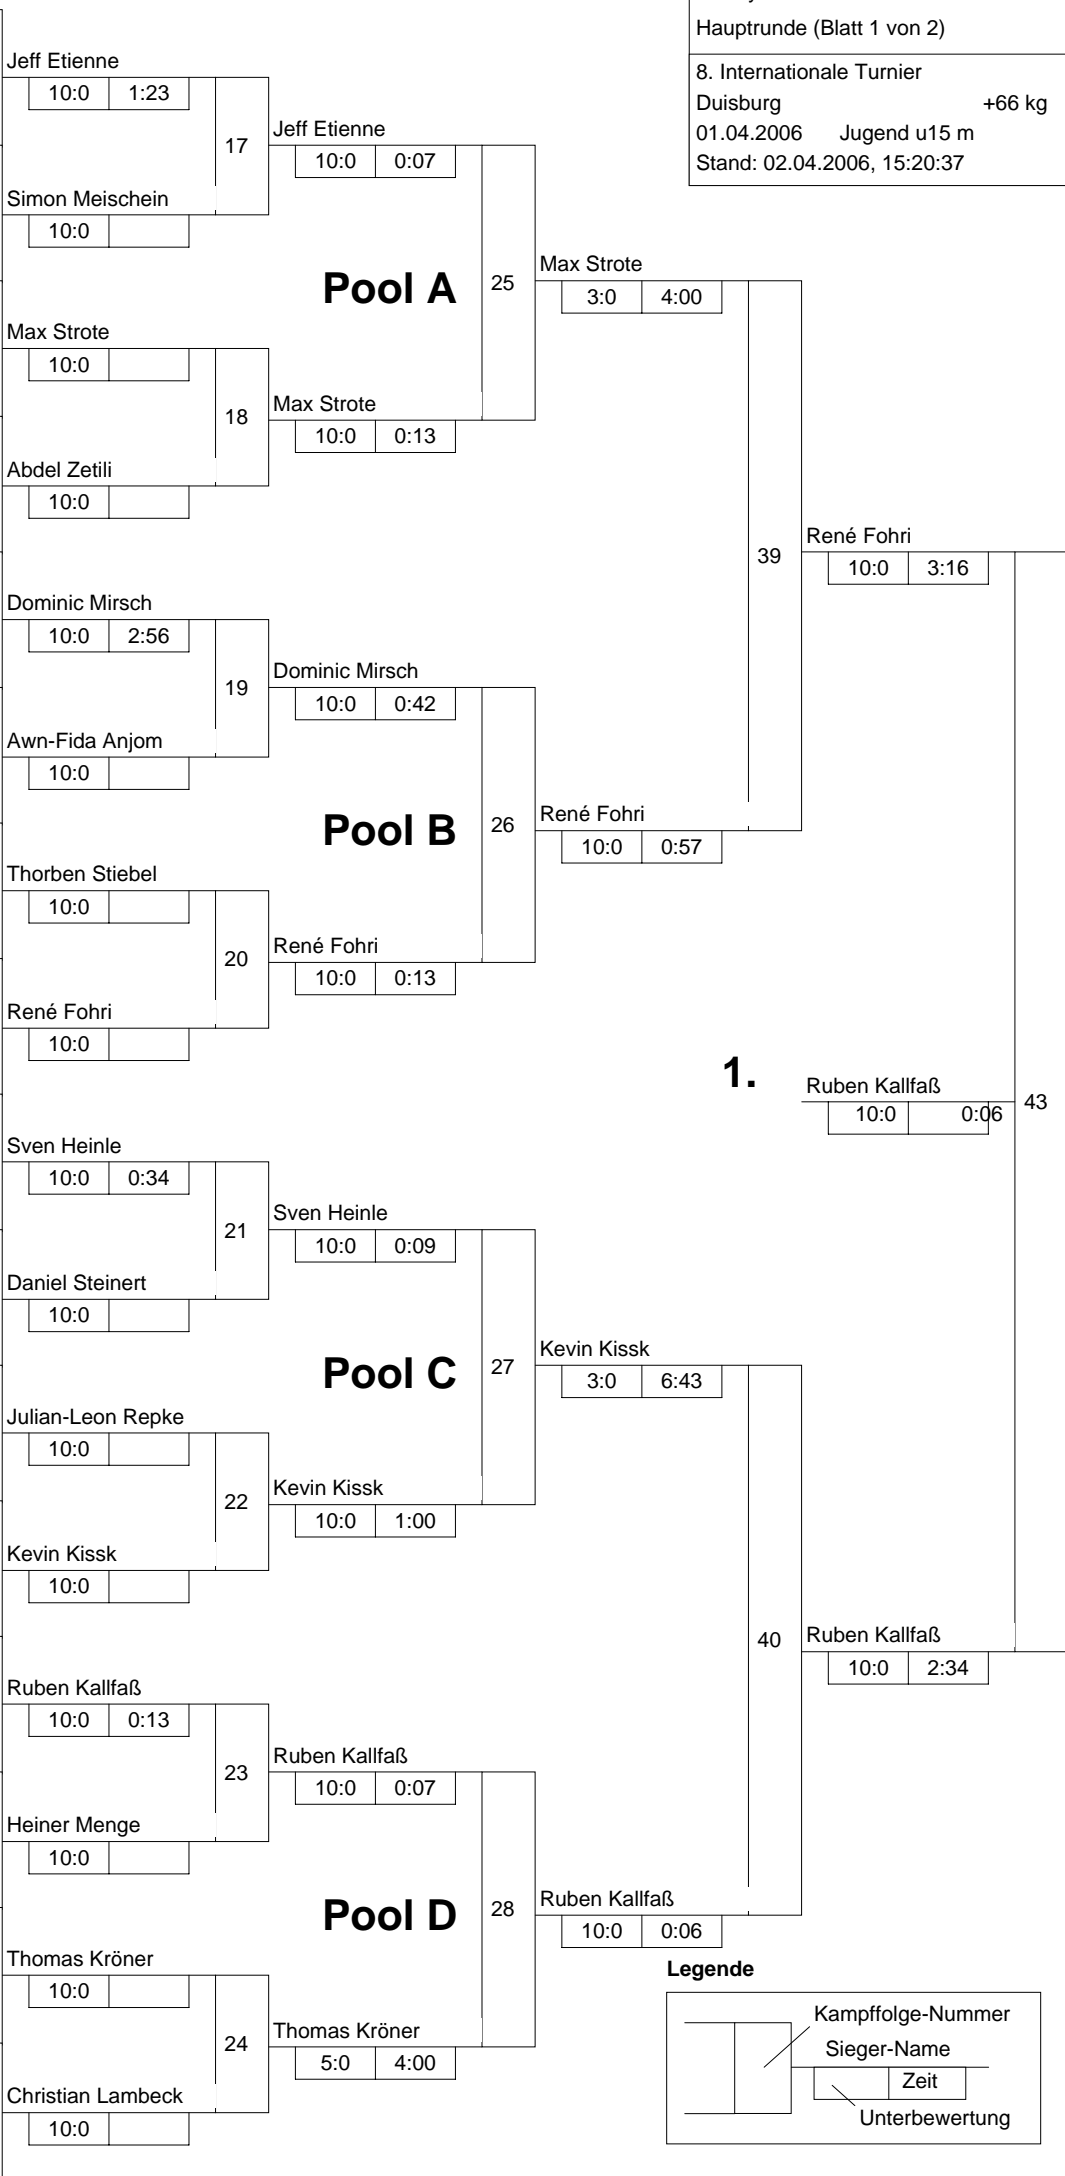 Hauptrunde (Blatt 1 von 2)
8. Internationale Turnier
Duisburg +66 kg
01.04.2006 Jugend u15 m
Stand: 02.04.2006, 15:20:37
Jeff Etienne
10:0 1:23
17
Simon Meischein
10:0
Jeff Etienne
10:0 0:07
Pool A
25
Max Strote
10:0
18
Abdel Zetili
10:0
Max Strote
10:0 0:13
Max Strote
3:0 4:00
39
Dominic Mirsch
10:0 2:56
19
Awn-Fida Anjom
10:0
Dominic Mirsch
10:0 0:42
Pool B
26
Thorben Stiebel
10:0
20
René Fohri
10:0
René Fohri
10:0 0:13
René Fohri
10:0 0:57
René Fohri
10:0 3:16
1.
Ruben Kallfaß
10:0 0:06
43
Sven Heinle
10:0 0:34
21
Daniel Steinert
10:0
Sven Heinle
10:0 0:09
Pool C
27
Julian-Leon Repke
10:0
22
Kevin Kissk
10:0
Kevin Kissk
10:0 1:00
Kevin Kissk
3:0 6:43
40
Ruben Kallfaß
10:0 2:34
Ruben Kallfaß
10:0 0:13
23
Heiner Menge
10:0
Ruben Kallfaß
10:0 0:07
Pool D
28
Thomas Kröner
10:0
24
Christian Lambeck
10:0
Thomas Kröner
5:0 4:00
Ruben Kallfaß
10:0 0:06
Legende
Kampffolge-Nummer
Sieger-Name
Zeit
Unterbewertung